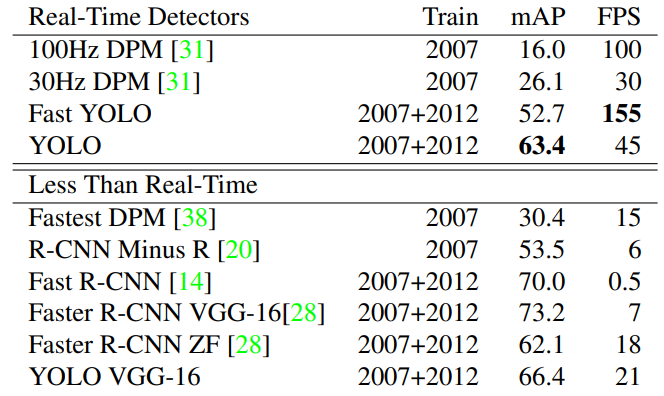 Real-Time Detectors Train mAP FPS
100Hz DPM [31] 2007 16.0 100
30Hz DPM [31] 2007 26.1 30
Fast YOLO 2007+2012 52.7 155
YOLO 2007+2012 63.4 45
Less Than Real-Time
Fastest DPM [38] 2007 30.4 15
R-CNN Minus R [20] 2007 53.5 6
Fast R-CNN [14] 2007+2012 70.0 0.5
Faster R-CNN VGG-16[28] 2007+2012 73.2 7
Faster R-CNN ZF [28] 2007+2012 62.1 18
YOLO VGG-16 2007+2012 66.4 21